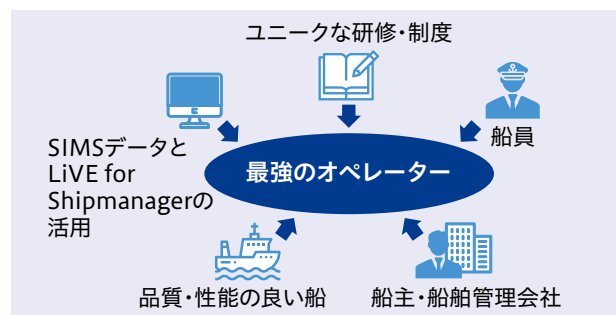 ユニークな研修・制度
船員
SIMSデータと
LiVE for
Shipmanagerの
活用
最強のオペレーター
品質・性能の良い船
船主・船舶管理会社